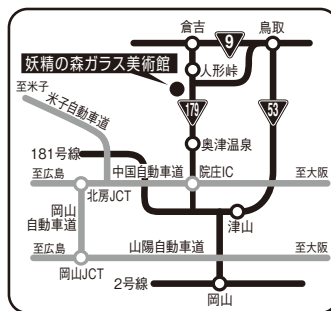 倉吉
9
鳥取
妖精の森ガラス美術館
人形峠
至米子
米子自動車道
179
53
奥津温泉
181号線
至広島
中国自動車道
院庄IC
至大阪
北房JCT
岡山
自動車道
津山
至広島
山陽自動車道
至大阪
岡山JCT
2号線
岡山